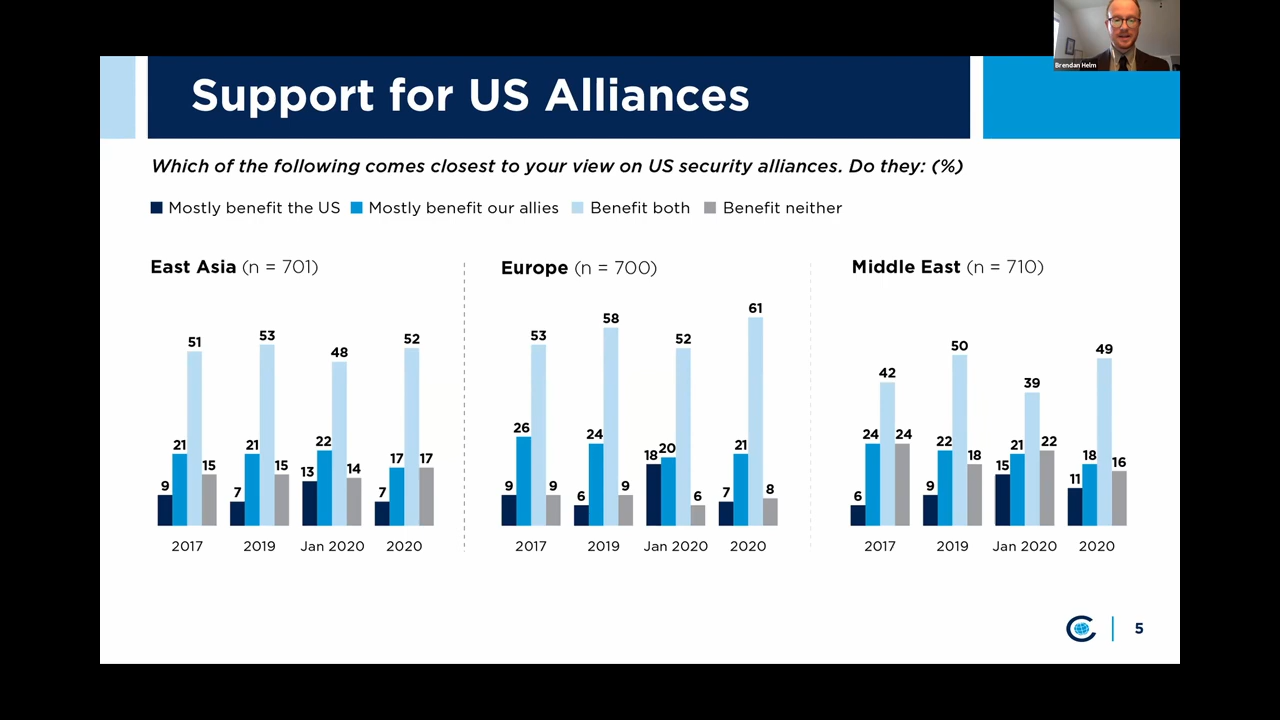 Brendan Helm
Support for US Alliances
Which of the following comes closest to your view on US security alliances. Do they: (%)
Mostly benefit the US Mostly benefit our allies Benefit both Benefit neither
East Asia (n = 701)
9 21 51 15
7 21 53 15
13 22 48 14
7 17 52 17
2017 2019 Jan 2020 2020
Europe (n = 700)
9 26 53 9
6 24 58 9
18 20 52 6
7 21 61 8
2017 2019 Jan 2020 2020
Middle East (n = 710)
6 24 42 24
9 22 50 18
15 21 39 22
11 18 49 16
2017 2019 Jan 2020 2020
5